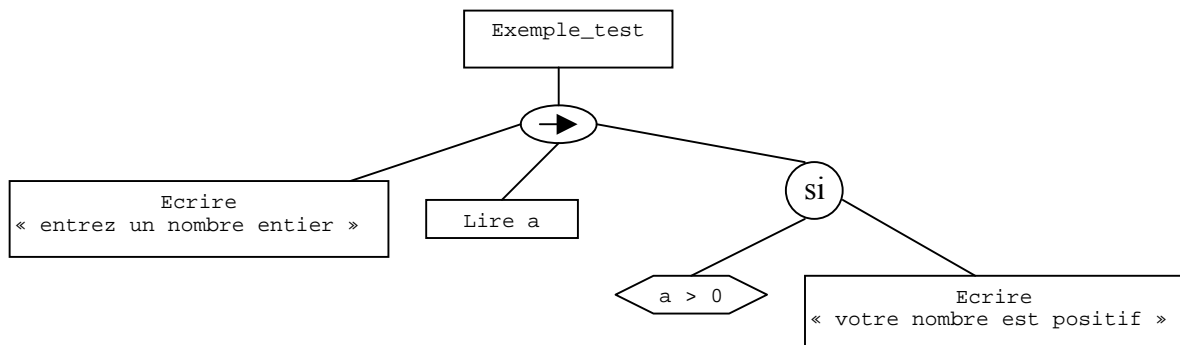 Exemple_test
Ecrire
« entrez un nombre entier »
Lire a
si
a > 0
Ecrire
« votre nombre est positif »